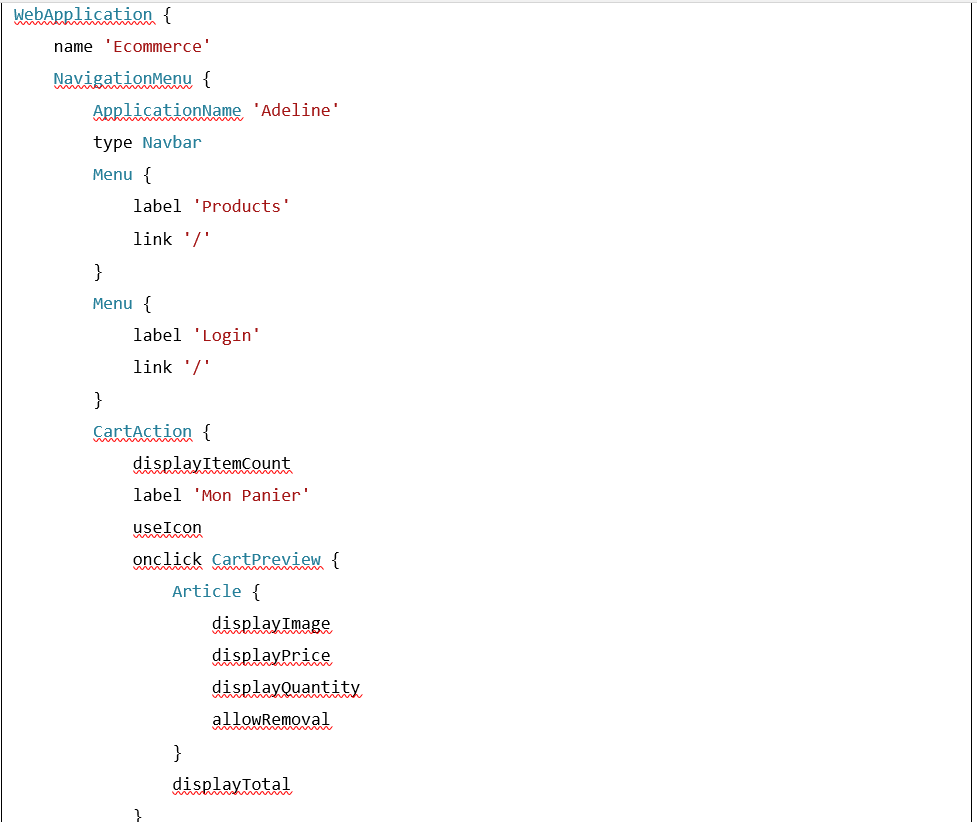 WebApplication {
name 'Ecommerce'
NavigationMenu {
ApplicationName 'Adeline'
type Navbar
Menu {
label 'Products'
link '/'
}
Menu {
label 'Login'
link '/'
}
CartAction {
displayItemCount
label 'Mon Panier'
useIcon
onclick CartPreview {
Article {
displayImage
displayPrice
displayQuantity
allowRemoval
}
displayTotal
}